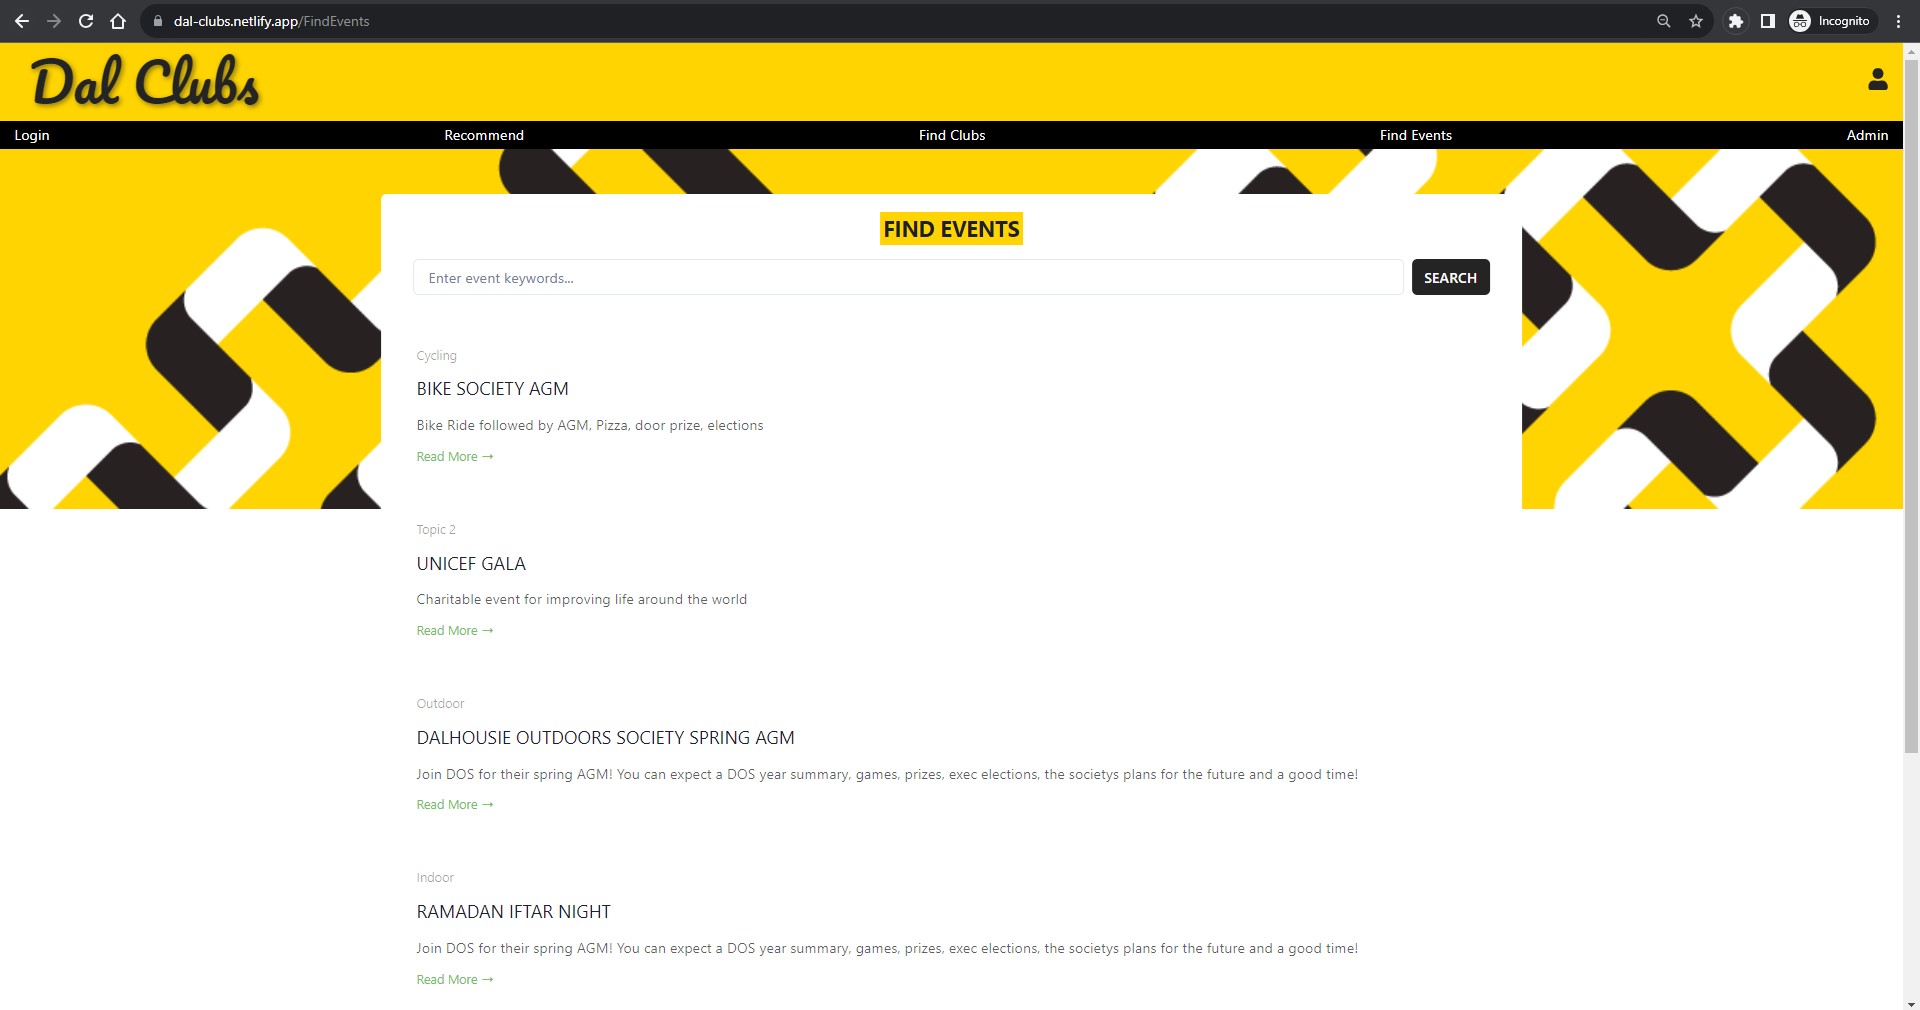 dal-clubs.netlify.app/FindEvents
Incognito
Dal Clubs
Login Recommend Find Clubs Find Events Admin
FIND EVENTS
Enter event keywords... SEARCH
Cycling
BIKE SOCIETY AGM
Bike Ride followed by AGM, Pizza, door prize, elections
Read More →
Topic 2
UNICEF GALA
Charitable event for improving life around the world
Read More →
Outdoor
DALHOUSIE OUTDOORS SOCIETY SPRING AGM
Join DOS for their spring AGM! You can expect a DOS year summary, games, prizes, exec elections, the societys plans for the future and a good time!
Read More →
Indoor
RAMADAN IFTAR NIGHT
Join DOS for their spring AGM! You can expect a DOS year summary, games, prizes, exec elections, the societys plans for the future and a good time!
Read More →